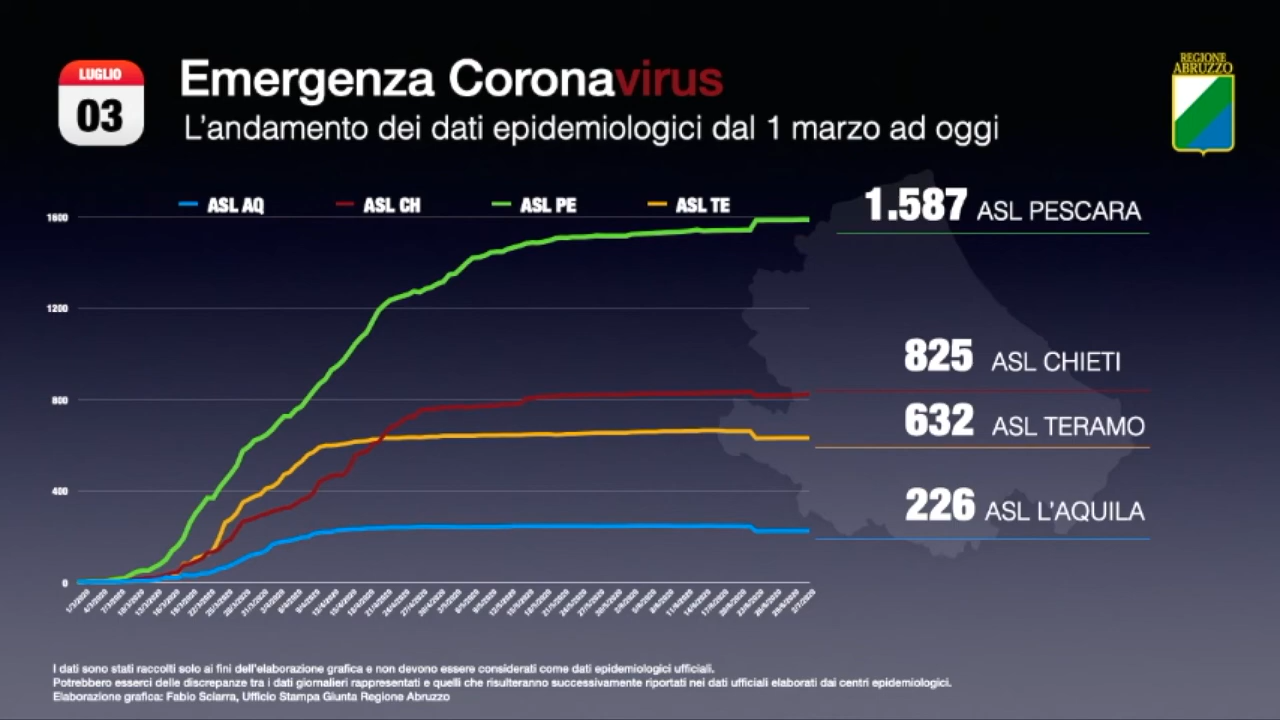 LUGLIO
03
Emergenza Coronavirus
L'andamento dei dati epidemiologici dal 1 marzo ad oggi
REGIONE
ABRUZZO
ASL AQ
ASL CH
ASL PE
ASL TE
1600
1200
800
400
0
1.587 ASL PESCARA
825 ASL CHIETI
632 ASL TERAMO
226 ASL L'AQUILA
I dati sono stati raccolti solo ai fini dell'elaborazione grafica e non devono essere considerati come dati epidemiologici ufficiali.
Potrebbero esserci delle discrepanze tra i dati giornalieri rappresentati e quelli che risulteranno successivamente riportati nei dati ufficiali elaborati dai centri epidemiologici.
Elaborazione grafica: Fabio Sciarra, Ufficio Stampa Giunta Regione Abruzzo